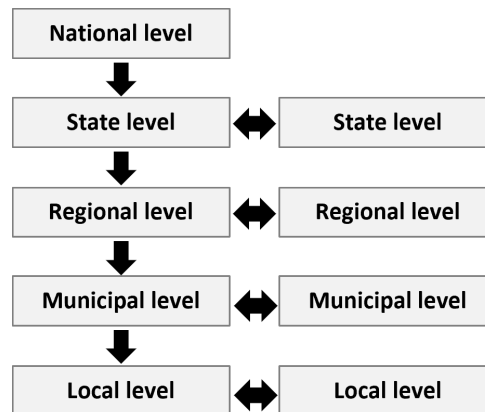 National level
State level
State level
Regional level
Regional level
Municipal level
Municipal level
Local level
Local level